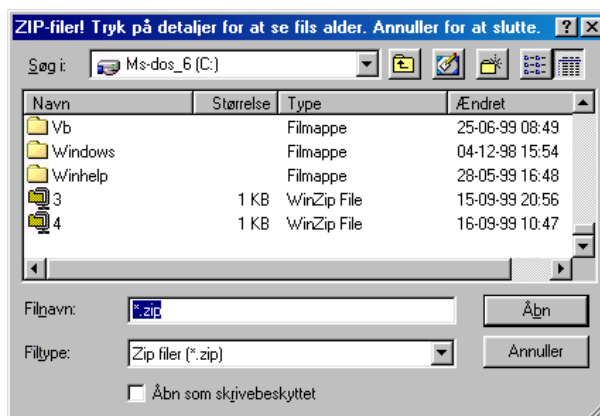 ZIP-filer! Tryk på detaljer for at se fils alder. Annuller for at slutte.
Søg i: Ms-dos_6 (C:)
Navn Størrelse Type Ændret
Vb Filmappe 25-06-99 08:49
Windows Filmappe 04-12-98 15:54
Winhelp Filmappe 28-05-99 16:48
3 1 KB WinZip File 15-09-99 20:56
4 1 KB WinZip File 16-09-99 10:47
Filnavn: *.zip Åbn
Filtype: Zip filer (*.zip) Annuller
Åbn som skrivebeskyttet